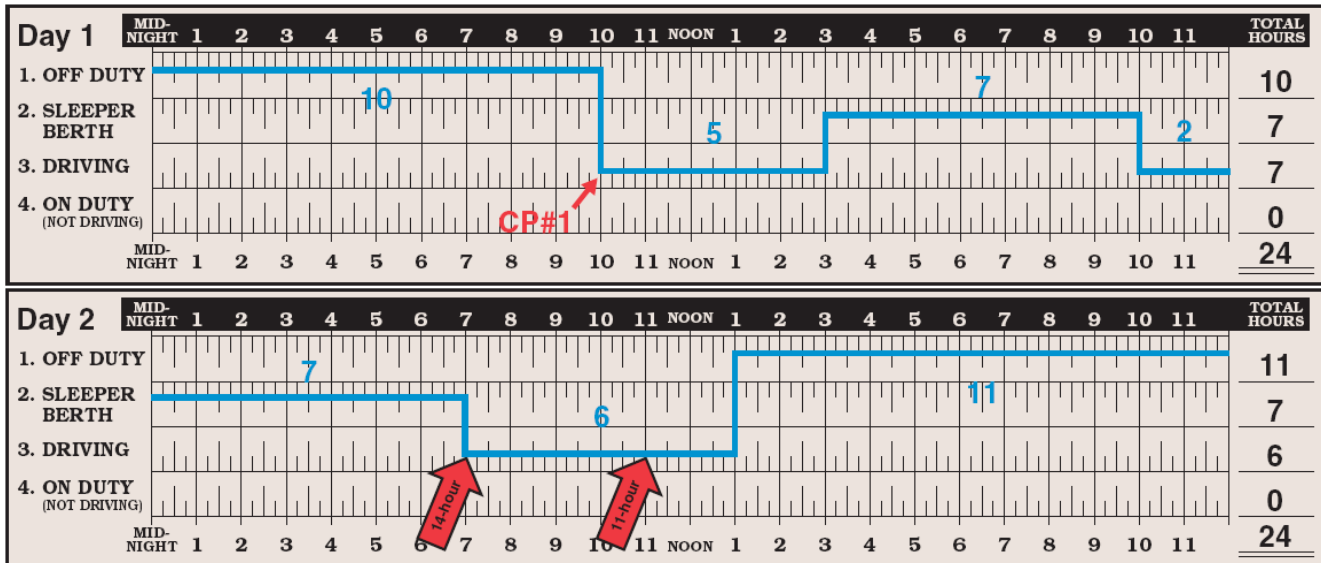 Day 1
MID-NIGHT 1 2 3 4 5 6 7 8 9 10 11 NOON 1 2 3 4 5 6 7 8 9 10 11 TOTAL HOURS
1. OFF DUTY 10
10 7
2. SLEEPER BERTH 7
5 2
3. DRIVING 7
CP#1
4. ON DUTY (NOT DRIVING) 0
MID-NIGHT 1 2 3 4 5 6 7 8 9 10 11 NOON 1 2 3 4 5 6 7 8 9 10 11 24
Day 2
MID-NIGHT 1 2 3 4 5 6 7 8 9 10 11 NOON 1 2 3 4 5 6 7 8 9 10 11 TOTAL HOURS
1. OFF DUTY 11
7
2. SLEEPER BERTH 7
6 11
3. DRIVING 6
14-hour 11-hour
4. ON DUTY (NOT DRIVING) 0
MID-NIGHT 1 2 3 4 5 6 7 8 9 10 11 NOON 1 2 3 4 5 6 7 8 9 10 11 24